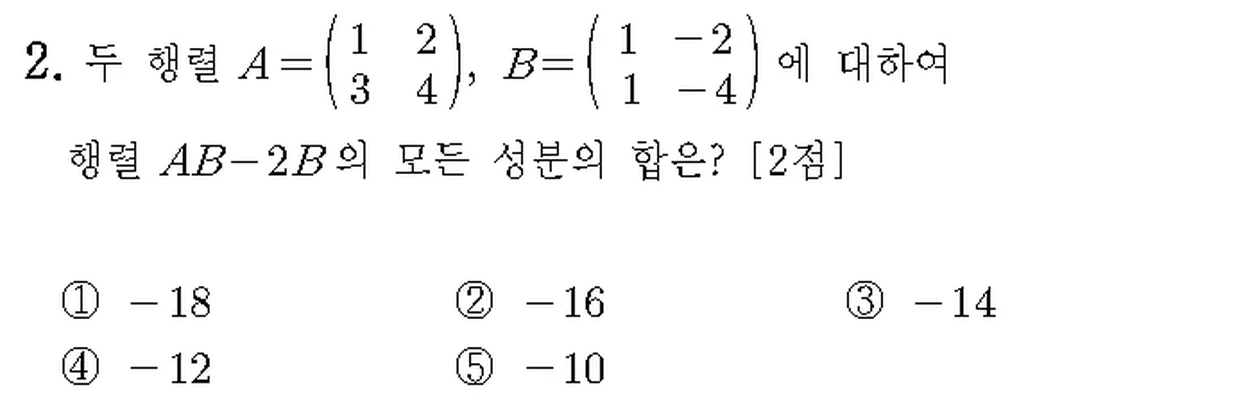 2. 두 행렬 A=(1 2 3 4), B=(1 -2 1 -4)에 대하여
행렬 AB-2B의 모든 성분의 합은? [2점]
① -18 ② -16 ③ -14
④ -12 ⑤ -10